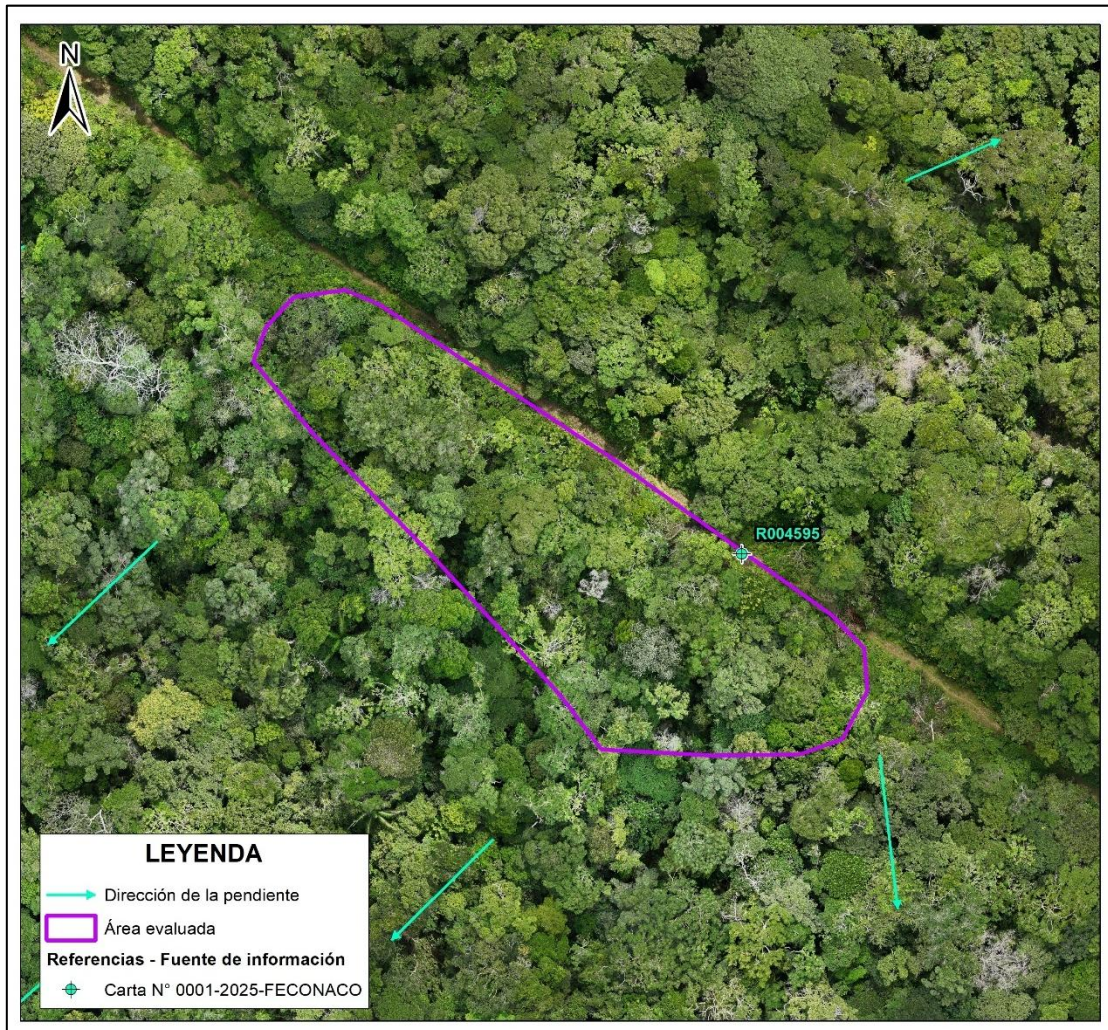 N
R004595
LEYENDA
Dirección de la pendiente
Área evaluada
Referencias - Fuente de información
Carta N° 0001-2025-FECONACO